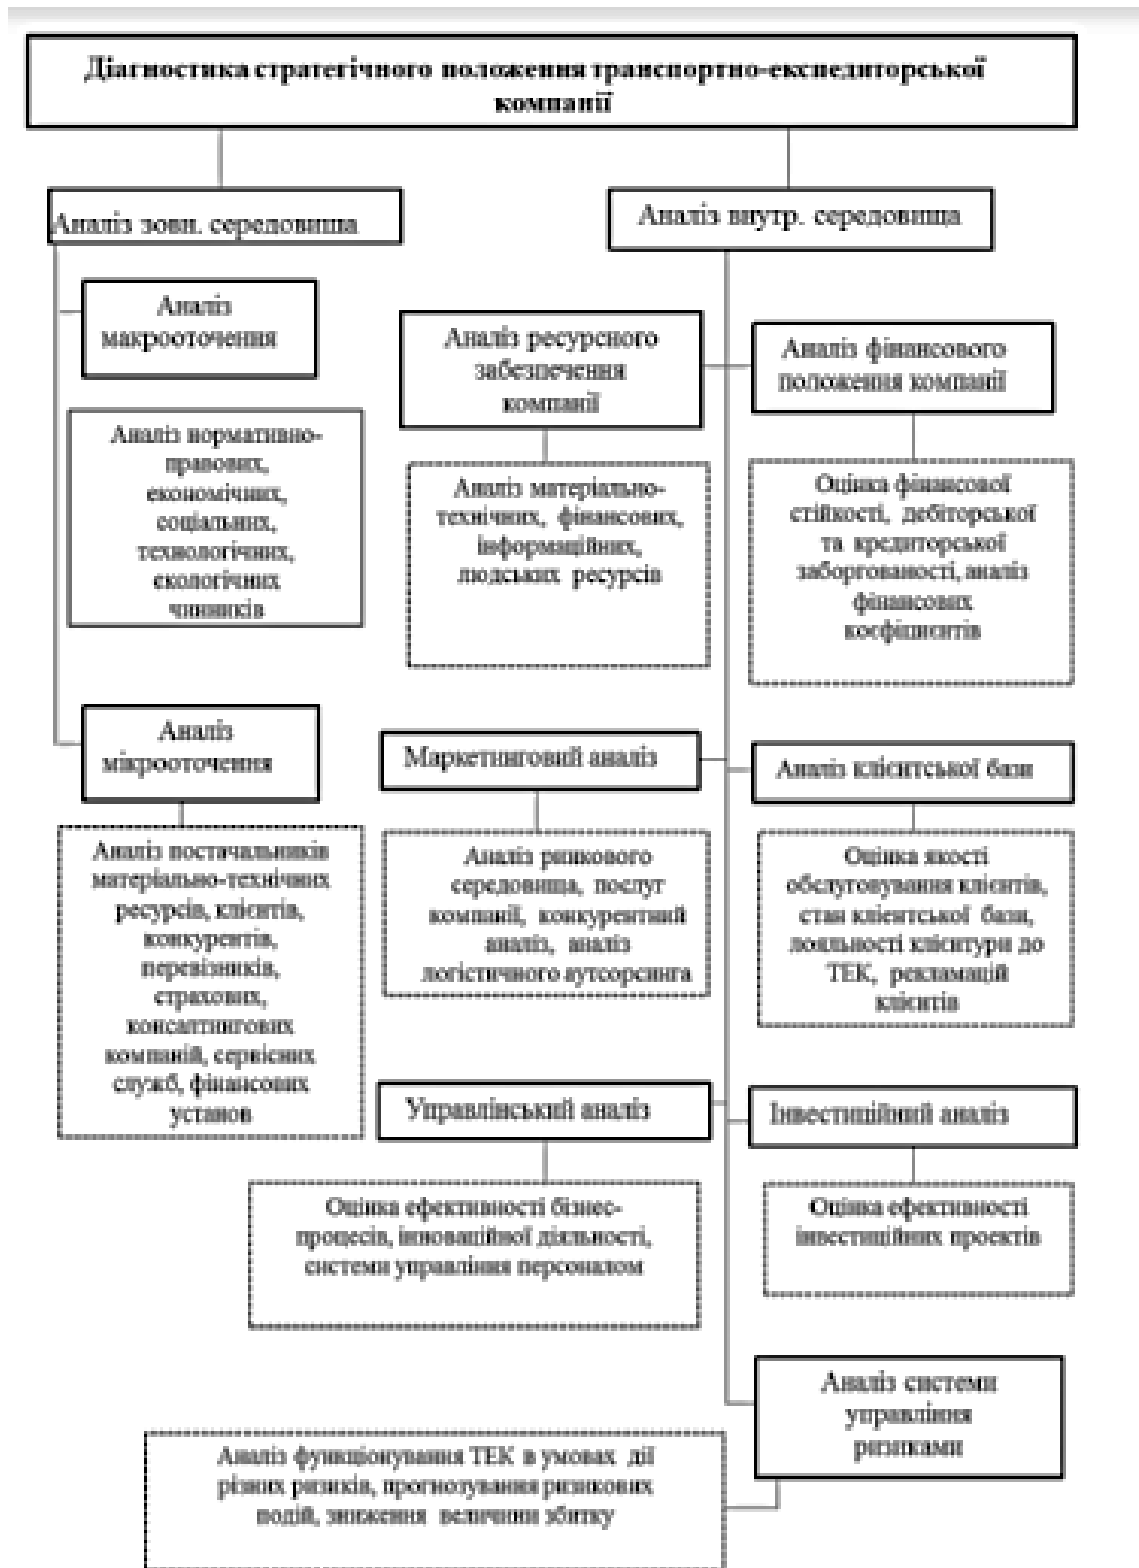 Діагностика стратегічного положення транспортно-експедиторської
компанії
Аналіз зовн. середовища
Аналіз внутр. середовища
Аналіз
макрооточення
Аналіз нормативно-
правових,
економічних,
соціальних,
технологічних,
екологічних
чинників
Аналіз
мікрооточення
Аналіз постачальників
матеріально-технічних
ресурсів, клієнтів,
конкурентів,
перевізників,
страхових,
консалтингових
компаній, сервісних
служб, фінансових
установ
Аналіз ресурсного
забезпечення
компанії
Аналіз матеріально-
технічних, фінансових,
інформаційних,
людських ресурсів
Аналіз фінансового
положення компанії
Оцінка фінансової
стійкості, дебіторської
та кредиторської
заборгованості, аналіз
фінансових
коефіцієнтів
Маркетинговий аналіз
Аналіз ринкового
середовища, послуг
компанії, конкурентний
аналіз, аналіз
логістичного аутсорсинга
Аналіз клієнтської бази
Оцінка якості
обслуговування клієнтів,
стан клієнтської бази,
лояльності клієнтури до
ТЕК, рекламацій
клієнтів
Управлінський аналіз
Оцінка ефективності бізнес-
процесів, інноваційної діяльності,
системи управління персоналом
Інвестиційний аналіз
Оцінка ефективності
інвестиційних проектів
Аналіз системи
управління
ризиками
Аналіз функціонування ТЕК в умовах дії
різних ризиків, прогнозування ризикових
подій, зниження величини збитку